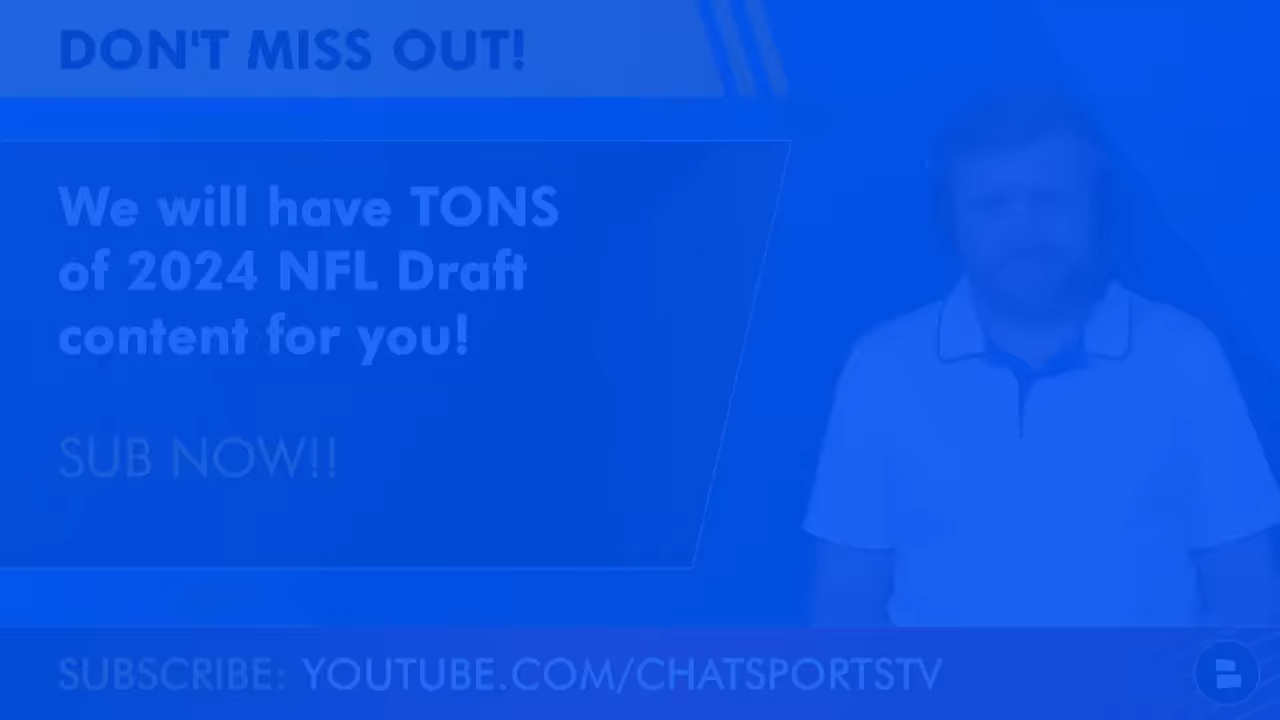 DON'T MISS OUT!
We will have TONS
of 2024 NFL Draft
content for you!
SUB NOW!!
SUBSCRIBE: YOUTUBE.COM/CHATSPORTSTV